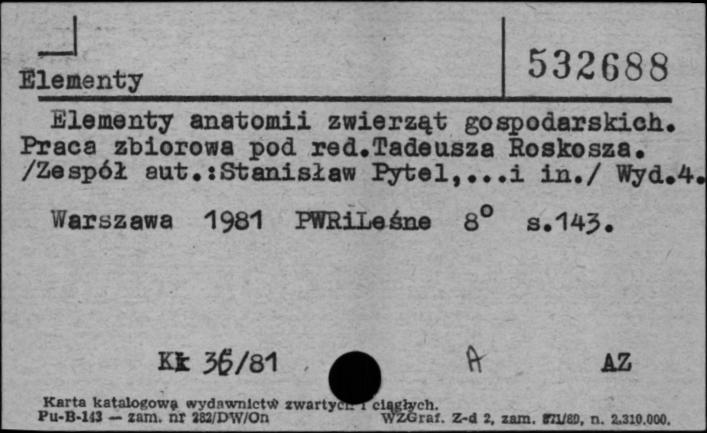 532688
Elementy
Elementy anatomii zwierząt gospodarskich.
Praca zbiorowa pod red.Tadeusza Roskosza.
/Zespół aut.:Stanisław Pytel,...i in./ Wyd.4.
Warszawa 1981 PWRiLeśne 8° s.143.
Kk 36/81 A AZ
Karta katalogowa wydawnictw zwartych i ciągłych.
Pu-B-143 — zam. nr 282/DW/On WZGraf. Z-d 2, zam. 871/80, n. 2.310.000.